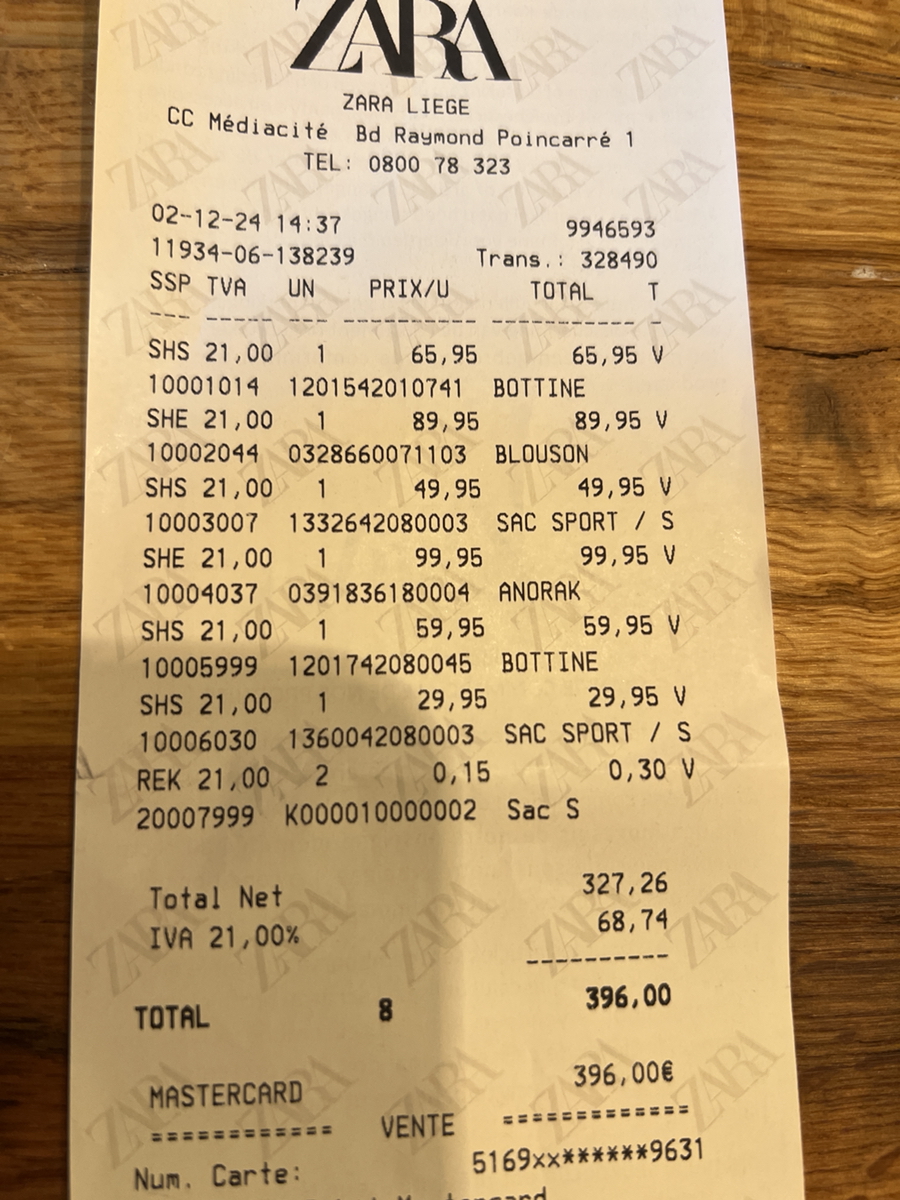 ZARA
ZARA LIEGE
CC Médiacité Bd Raymond Poincarré 1
TEL: 0800 78 323
02-12-24 14:37 9946593
11934-06-138239 Trans.: 328490
SSP TVA UN PRIX/U TOTAL T
--- ------ --- ---------- ----------- -
SHS 21,00 1 65,95 65,95 V
10001014 1201542010741 BOTTINE
SHE 21,00 1 89,95 89,95 V
10002044 0328660071103 BLOUSON
SHS 21,00 1 49,95 49,95 V
10003007 1332642080003 SAC SPORT / S
SHE 21,00 1 99,95 99,95 V
10004037 0391836180004 ANORAK
SHS 21,00 1 59,95 59,95 V
10005999 1201742080045 BOTTINE
SHS 21,00 1 29,95 29,95 V
10006030 1360042080003 SAC SPORT / S
REK 21,00 2 0,15 0,30 V
20007999 K000010000002 Sac S
Total Net 327,26
IVA 21,00% 68,74
----------
TOTAL 8 396,00
MASTERCARD 396,00€
============ VENTE =============
Num. Carte: 5169xx******9631
Mastercard